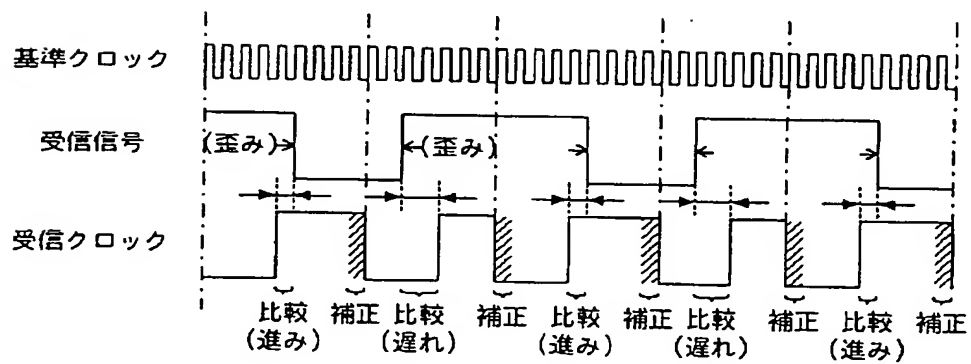 基準クロック
受信信号
(歪み)
(歪み)
受信クロック
比較
(進み)
補正
比較
(遅れ)
補正
比較
(進み)
補正
比較
(遅れ)
補正
比較
(進み)
補正